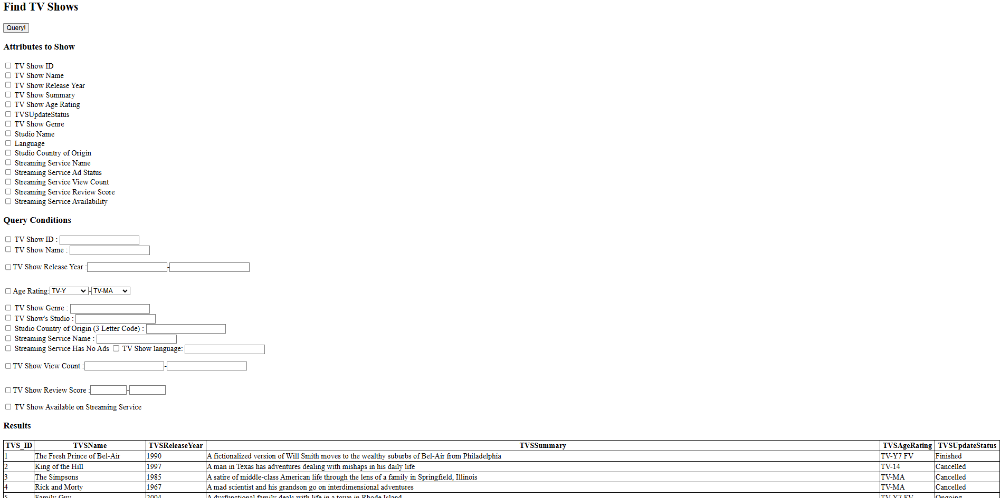 Find TV Shows
Query!
Attributes to Show
TV Show ID
TV Show Name
TV Show Release Year
TV Show Summary
TV Show Age Rating
TVSUpdateStatus
TV Show Genre
Studio Name
Language
Studio Country of Origin
Streaming Service Name
Streaming Service Ad Status
Streaming Service View Count
Streaming Service Review Score
Streaming Service Availability
Query Conditions
TV Show ID :
TV Show Name :
TV Show Release Year : -
Age Rating: TV-Y - TV-MA
TV Show Genre :
TV Show's Studio :
Studio Country of Origin (3 Letter Code) :
Streaming Service Name :
Streaming Service Has No Ads TV Show language:
TV Show View Count : -
TV Show Review Score : -
TV Show Available on Streaming Service
Results
TVS_ID TVSName TVSReleaseYear TVSSummary TVSAgeRating TVSUpdateStatus
1 The Fresh Prince of Bel-Air 1990 A fictionalized version of Will Smith moves to the wealthy suburbs of Bel-Air from Philadelphia TV-Y7 FV Finished
2 King of the Hill 1997 A man in Texas has adventures dealing with mishaps in his daily life TV-14 Cancelled
3 The Simpsons 1985 A satire of middle-class American life through the lens of a family in Springfield, Illinois TV-MA Cancelled
4 Rick and Morty 1967 A mad scientist and his grandson go on interdimensional adventures TV-MA Cancelled
5 Family Guy 2004 A dysfunctional family deals with life in a town in Rhode Island TV-Y7 FV Ongoing